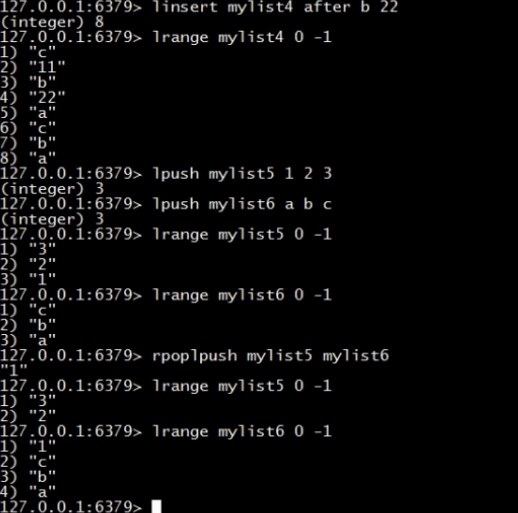 127.0.0.1:6379> linsert mylist4 after b 22
(integer) 8
127.0.0.1:6379> lrange mylist4 0 -1
1) "c"
2) "11"
3) "b"
4) "22"
5) "a"
6) "c"
7) "b"
8) "a"
127.0.0.1:6379> lpush mylist5 1 2 3
(integer) 3
127.0.0.1:6379> lpush mylist6 a b c
(integer) 3
127.0.0.1:6379> lrange mylist5 0 -1
1) "3"
2) "2"
3) "1"
127.0.0.1:6379> lrange mylist6 0 -1
1) "c"
2) "b"
3) "a"
127.0.0.1:6379> rpoplpush mylist5 mylist6
"1"
127.0.0.1:6379> lrange mylist5 0 -1
1) "3"
2) "2"
127.0.0.1:6379> lrange mylist6 0 -1
1) "1"
2) "c"
3) "b"
4) "a"
127.0.0.1:6379>